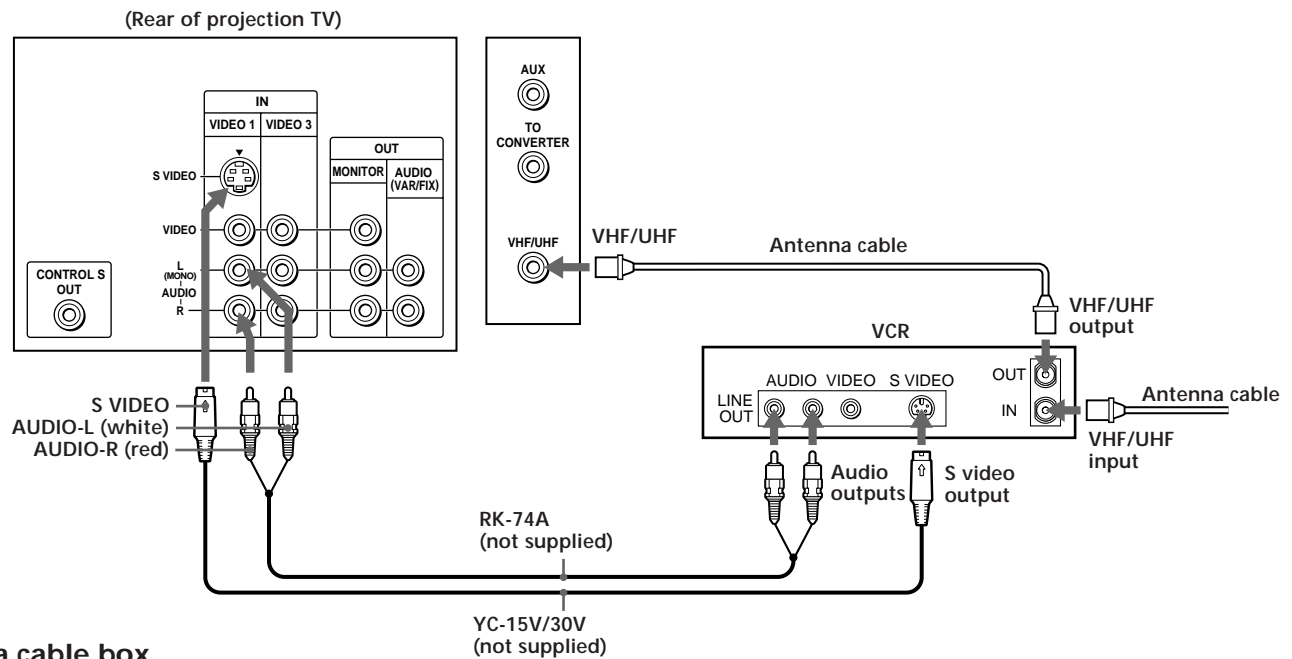 (Rear of projection TV)
IN
VIDEO 1 VIDEO 3
S VIDEO
VIDEO
L
(MONO)
AUDIO
R
OUT
MONITOR AUDIO
(VAR/FIX)
CONTROL S
OUT
AUX
TO
CONVERTER
VHF/UHF
VHF/UHF
Antenna cable
VHF/UHF
output
VCR
AUDIO VIDEO S VIDEO
LINE
OUT
OUT
IN
Antenna cable
VHF/UHF
input
S VIDEO
AUDIO-L (white)
AUDIO-R (red)
Audio
outputs
S video
output
RK-74A
(not supplied)
YC-15V/30V
(not supplied)
a cable box